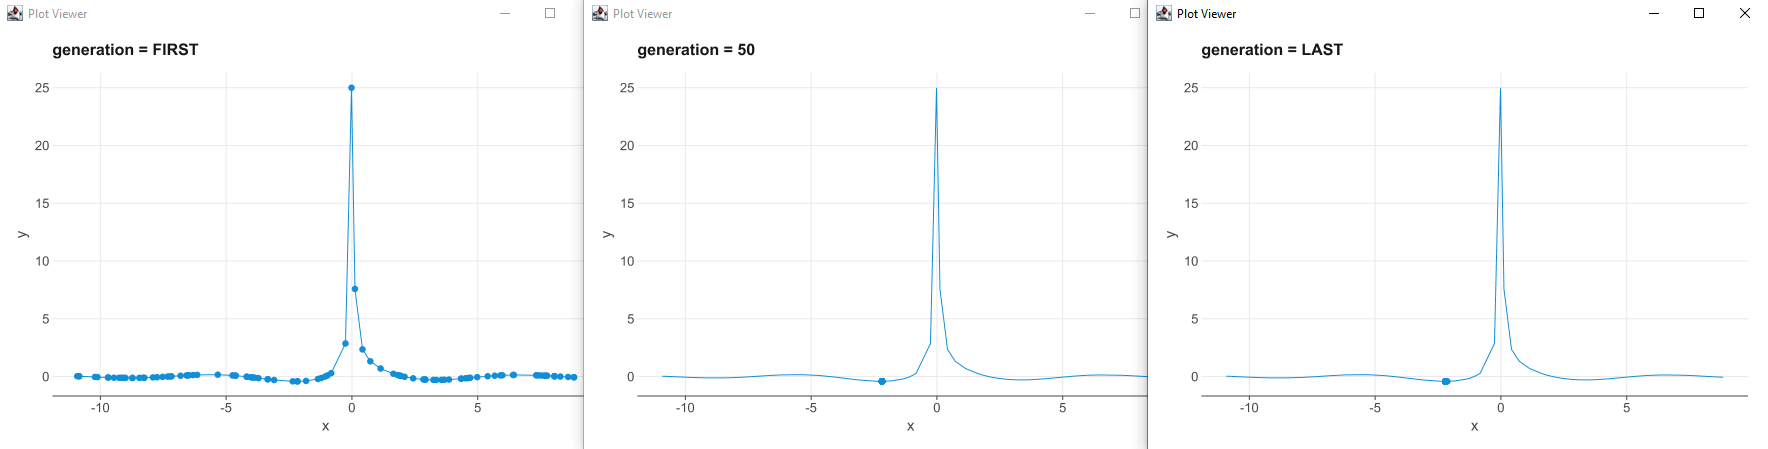 Plot Viewer
generation = FIRST
25
20
15
10
5
0
y
-10 -5 0 5
x
Plot Viewer
generation = 50
25
20
15
10
5
0
y
-10 -5 0 5
x
Plot Viewer
generation = LAST
25
20
15
10
5
0
y
-10 -5 0 5
x